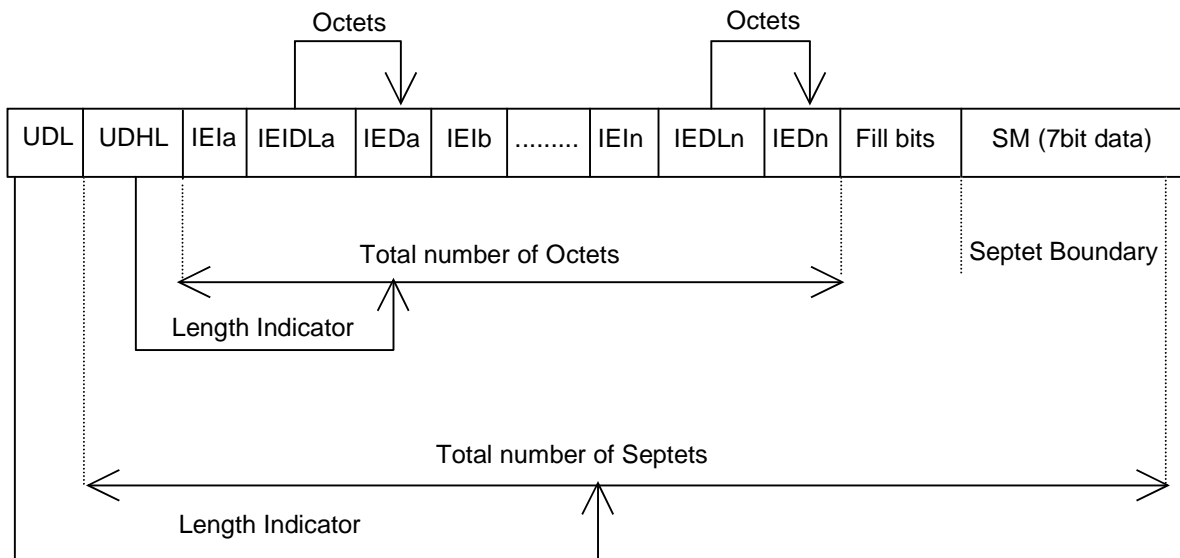 Octets Octets
UDL UDHL IEIa IEIDLa IEDa IEIb ......... IEIn IEDLn IEDn Fill bits SM (7bit data)
Total number of Octets
Septet Boundary
Length Indicator
Total number of Septets
Length Indicator